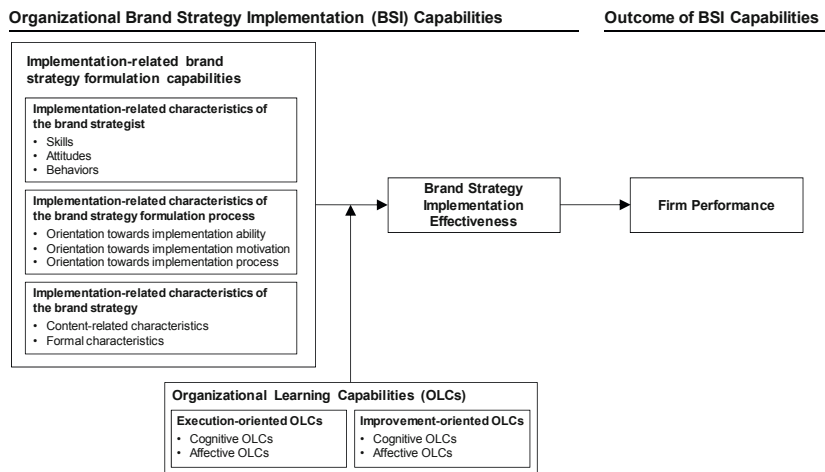 Organizational Brand Strategy Implementation (BSI) Capabilities
Outcome of BSI Capabilities
Implementation-related brand
strategy formulation capabilities
Implementation-related characteristics of
the brand strategist
• Skills
• Attitudes
• Behaviors
Implementation-related characteristics of
the brand strategy formulation process
• Orientation towards implementation ability
• Orientation towards implementation motivation
• Orientation towards implementation process
Implementation-related characteristics of
the brand strategy
• Content-related characteristics
• Formal characteristics
Brand Strategy
Implementation
Effectiveness
Firm Performance
Organizational Learning Capabilities (OLCs)
Execution-oriented OLCs
• Cognitive OLCs
• Affective OLCs
Improvement-oriented OLCs
• Cognitive OLCs
• Affective OLCs